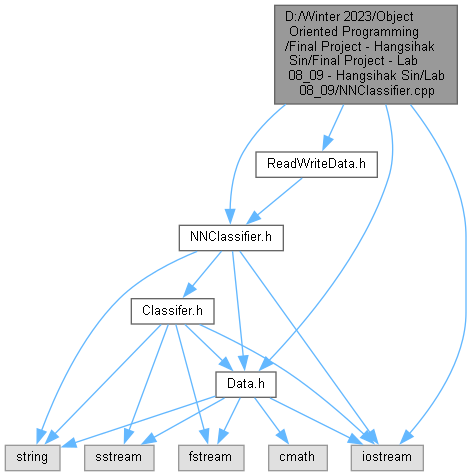 D:/Winter 2023/Object
Oriented Programming
/Final Project - Hangsihak
Sin/Final Project - Lab
08_09 - Hangsihak Sin/Lab
08_09/NNClassifier.cpp
ReadWriteData.h
NNClassifier.h
Classifer.h
Data.h
string
sstream
fstream
cmath
iostream